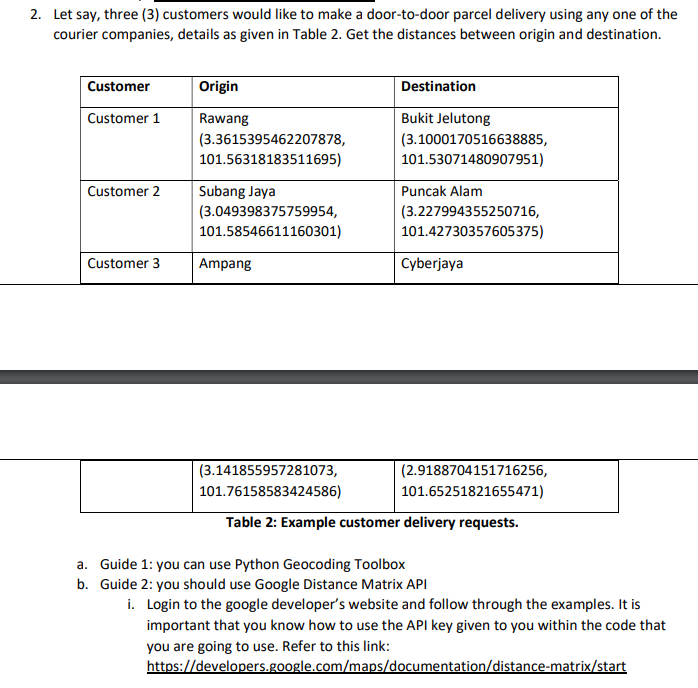 2. Let say, three (3) customers would like to make a door-to-door parcel delivery using any one of the
courier companies, details as given in Table 2. Get the distances between origin and destination.
Customer Origin Destination
Customer 1 Rawang Bukit Jelutong
(3.3615395462207878, (3.1000170516638885,
101.56318183511695) 101.53071480907951)
Customer 2 Subang Jaya Puncak Alam
(3.049398375759954, (3.227994355250716,
101.58546611160301) 101.42730357605375)
Customer 3 Ampang Cyberjaya
(3.141855957281073, (2.9188704151716256,
101.76158583424586) 101.65251821655471)
Table 2: Example customer delivery requests.
a. Guide 1: you can use Python Geocoding Toolbox
b. Guide 2: you should use Google Distance Matrix API
i. Login to the google developer's website and follow through the examples. It is
important that you know how to use the API key given to you within the code that
you are going to use. Refer to this link:
https://developers.google.com/maps/documentation/distance-matrix/start